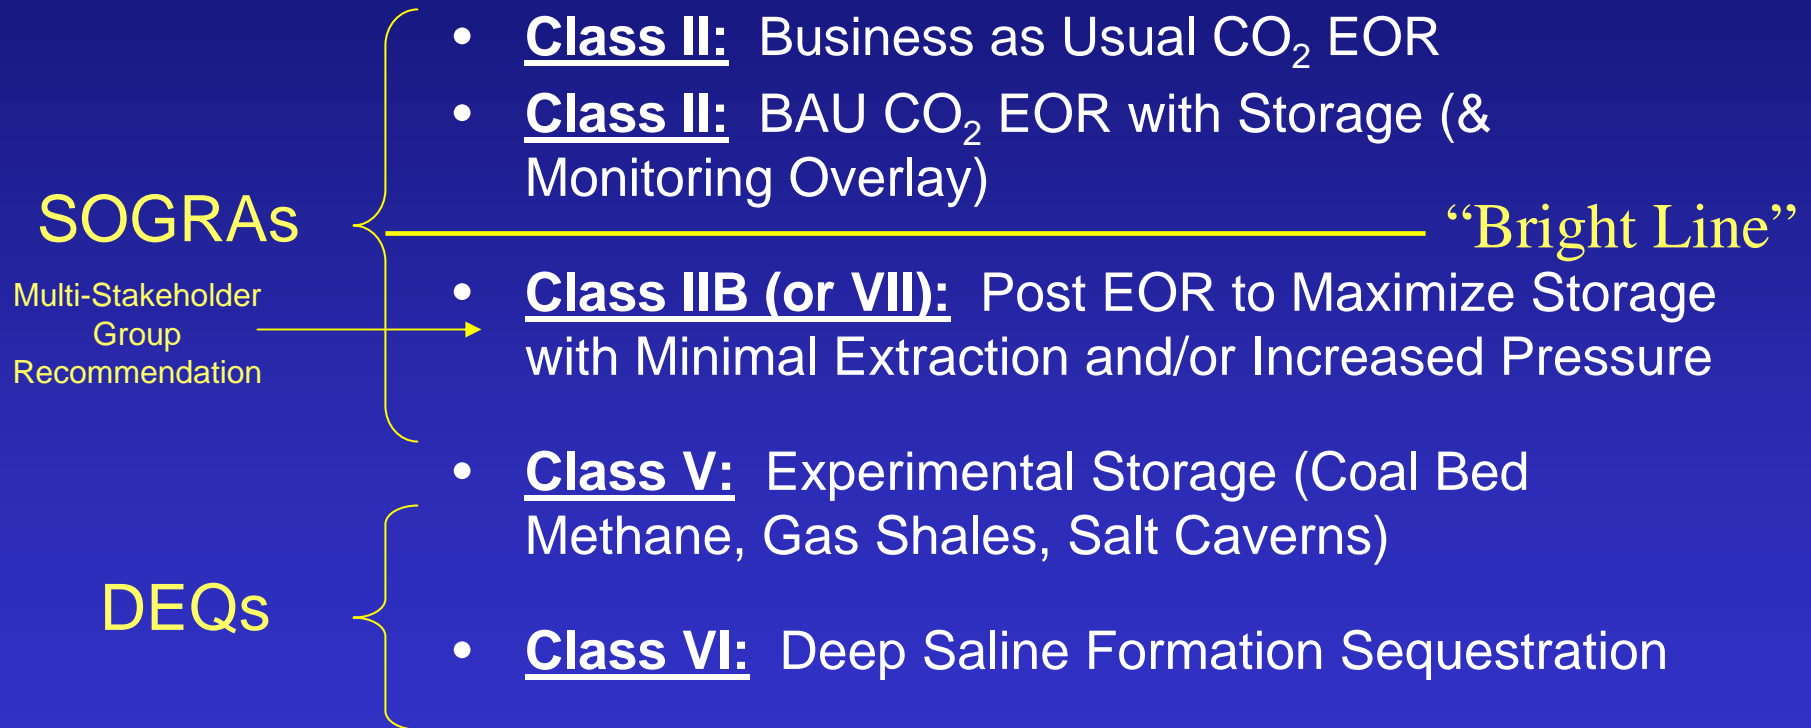 • Class II: Business as Usual CO₂ EOR
• Class II: BAU CO₂ EOR with Storage (&
Monitoring Overlay)
SOGRAs
“Bright Line”
Multi-Stakeholder
Group
Recommendation
• Class IIB (or VII): Post EOR to Maximize Storage
with Minimal Extraction and/or Increased Pressure
• Class V: Experimental Storage (Coal Bed
Methane, Gas Shales, Salt Caverns)
DEQs
• Class VI: Deep Saline Formation Sequestration